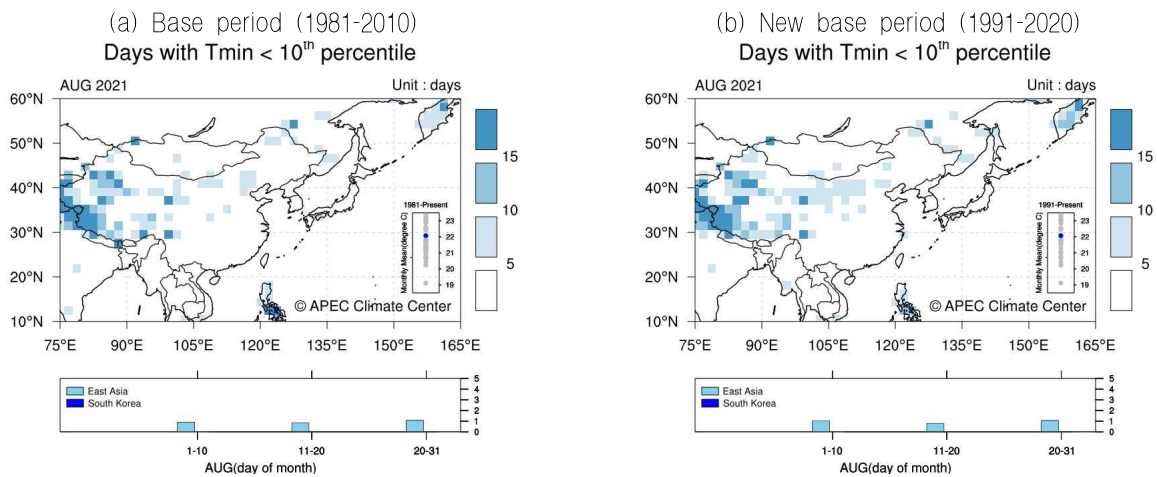 (a) Base period (1981-2010)
Days with Tmin < 10th percentile
AUG 2021 Unit : days
60°N
50°N
40°N
30°N
20°N
10°N
75°E 90°E 105°E 120°E 135°E 150°E 165°E
15
10
5
1981-Present
Monthly Mean(degree C)
23
22
21
20
19
© APEC Climate Center
East Asia
South Korea
5
4
3
2
1
0
1-10 11-20 20-31
AUG(day of month)
(b) New base period (1991-2020)
Days with Tmin < 10th percentile
AUG 2021 Unit : days
60°N
50°N
40°N
30°N
20°N
10°N
75°E 90°E 105°E 120°E 135°E 150°E 165°E
15
10
5
1991-Present
Monthly Mean(degree C)
23
22
21
20
19
© APEC Climate Center
East Asia
South Korea
5
4
3
2
1
0
1-10 11-20 20-31
AUG(day of month)